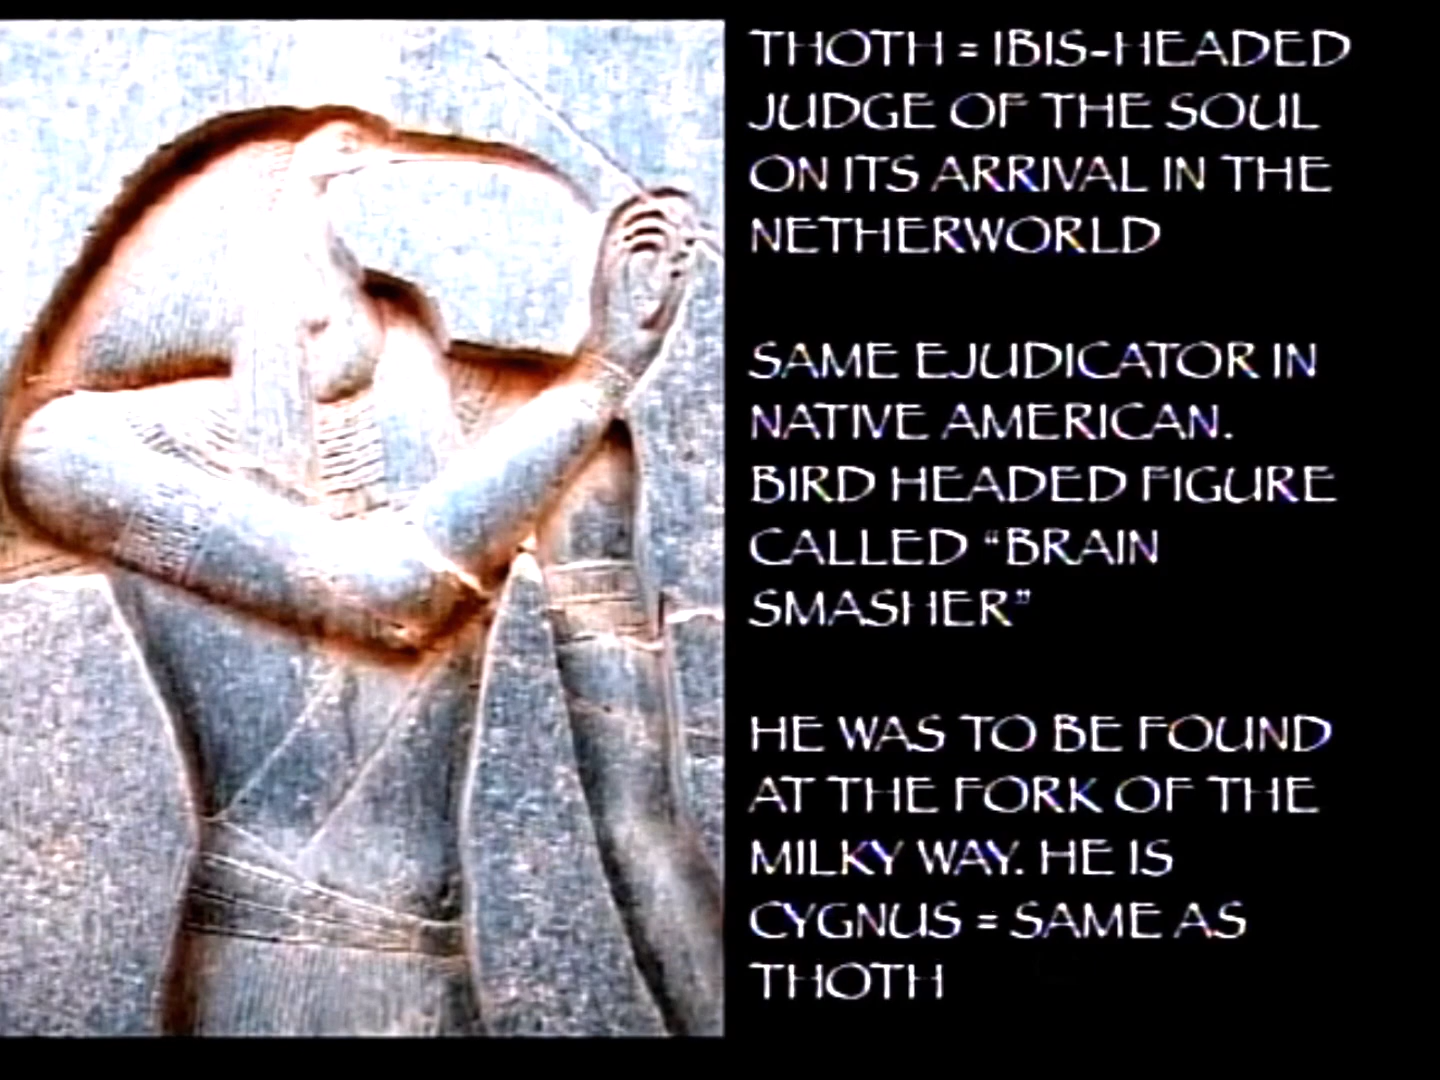 THOTH = IBIS-HEADED
JUDGE OF THE SOUL
ON ITS ARRIVAL IN THE
NETHERWORLD
SAME EJUDICATOR IN
NATIVE AMERICAN.
BIRD HEADED FIGURE
CALLED “BRAIN
SMASHER”
HE WAS TO BE FOUND
AT THE FORK OF THE
MILKY WAY. HE IS
CYGNUS = SAME AS
THOTH